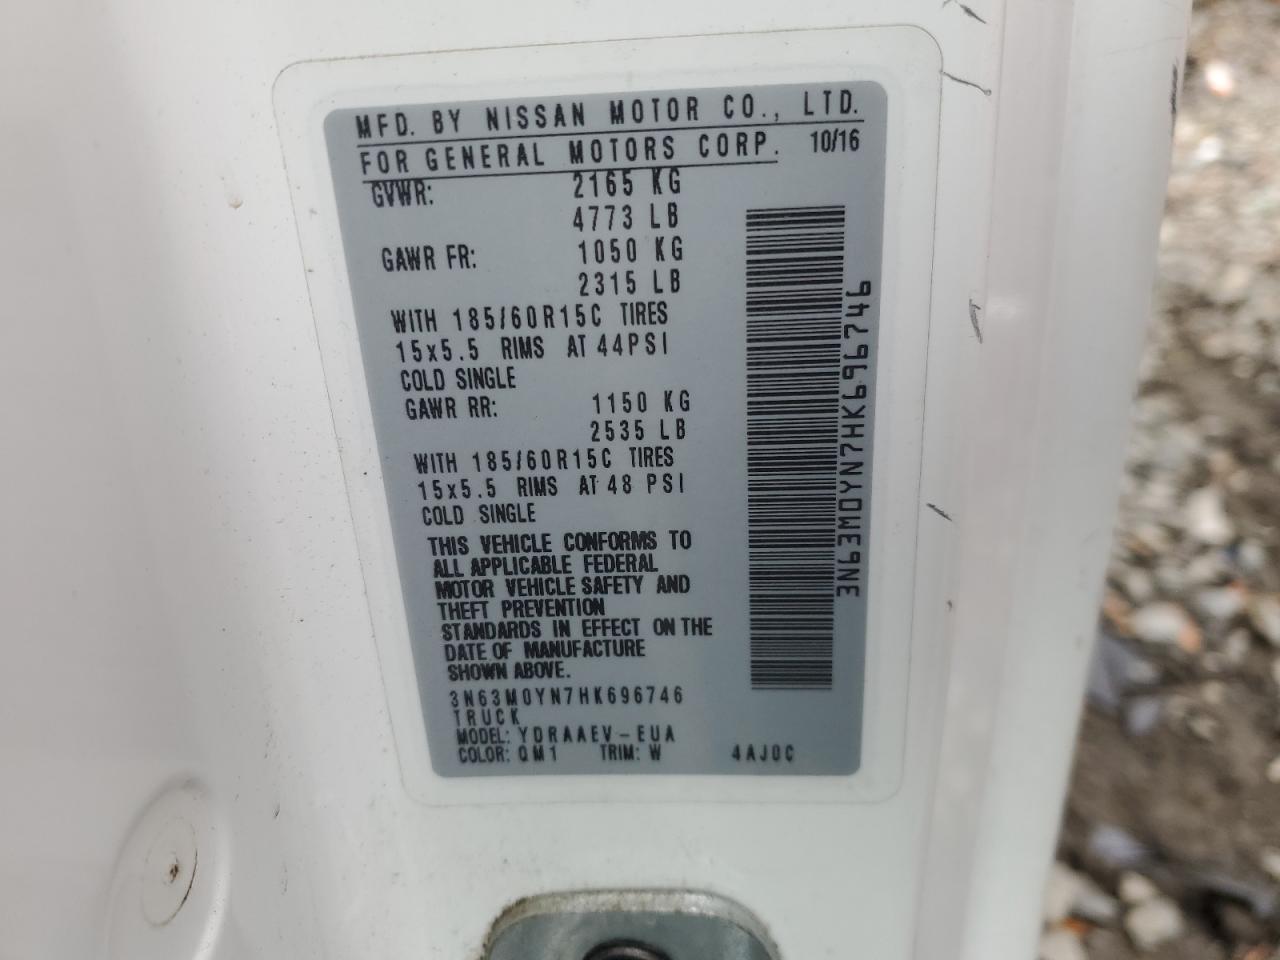 MFD. BY NISSAN MOTOR CO., LTD.
FOR GENERAL MOTORS CORP. 10/16
GVWR: 2165 KG
4773 LB
GAWR FR: 1050 KG
2315 LB
WITH 185/60R15C TIRES
15x5.5 RIMS AT 44PSI
COLD SINGLE
GAWR RR: 1150 KG
2535 LB
WITH 185/60R15C TIRES
15x5.5 RIMS AT 48 PSI
COLD SINGLE
THIS VEHICLE CONFORMS TO
ALL APPLICABLE FEDERAL
MOTOR VEHICLE SAFETY AND
THEFT PREVENTION
STANDARDS IN EFFECT ON THE
DATE OF MANUFACTURE
SHOWN ABOVE.
3N63M0YN7HK696746
TRUCK
MODEL: YDRAAEV-EUA
COLOR: QM1 TRIM: W 4AJ0C
3N63M0YN7HK696746